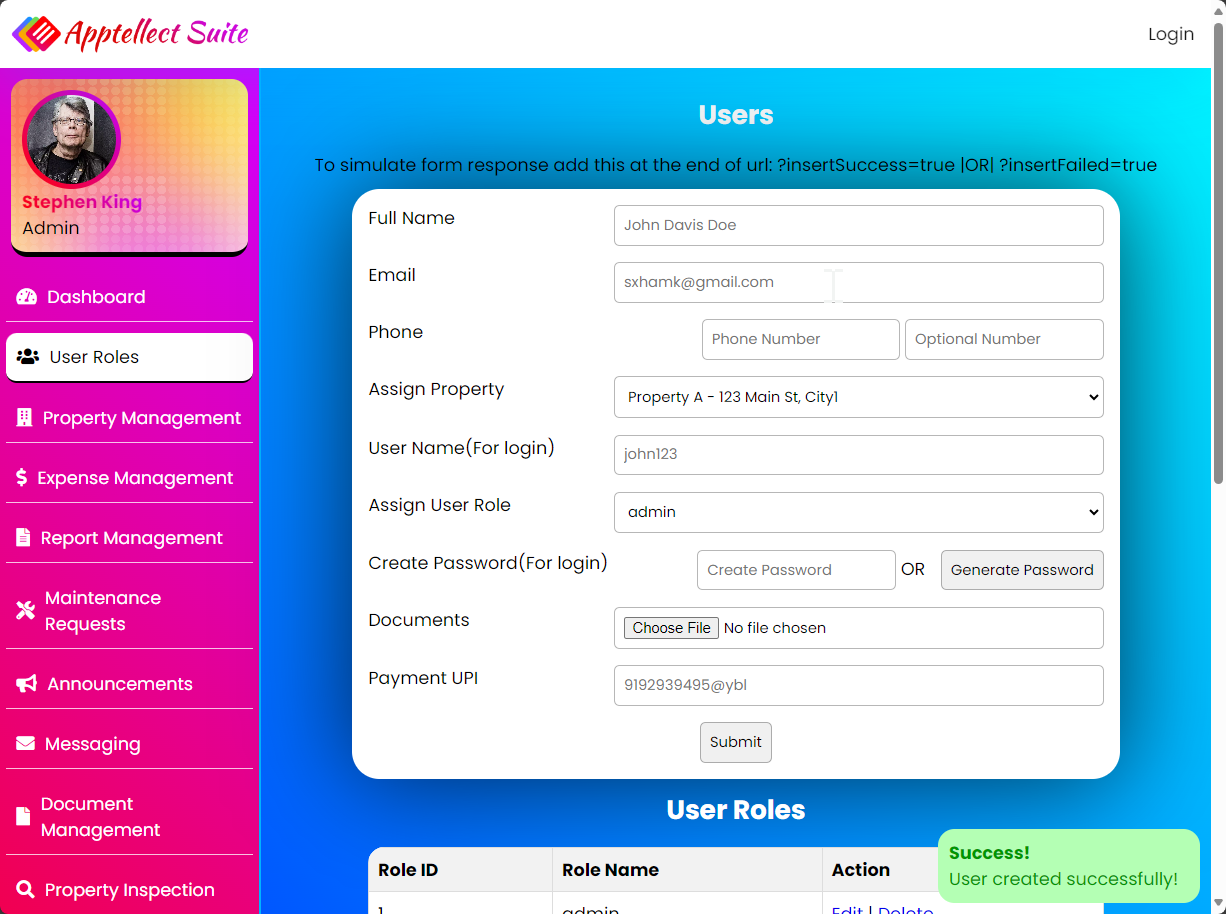 Apptellect Suite
Login
Stephen King
Admin
Dashboard
User Roles
Property Management
Expense Management
Report Management
Maintenance
Requests
Announcements
Messaging
Document
Management
Property Inspection
Users
To simulate form response add this at the end of url: ?insertSuccess=true |OR| ?insertFailed=true
Full Name
John Davis Doe
Email
sxhamk@gmail.com
Phone
Phone Number
Optional Number
Assign Property
Property A - 123 Main St, City1
User Name(For login)
john123
Assign User Role
admin
Create Password(For login)
Create Password
OR
Generate Password
Documents
Choose File No file chosen
Payment UPI
9192939495@ybl
Submit
User Roles
Role ID
Role Name
Action
1
admin
Edit | Delete
Success!
User created successfully!